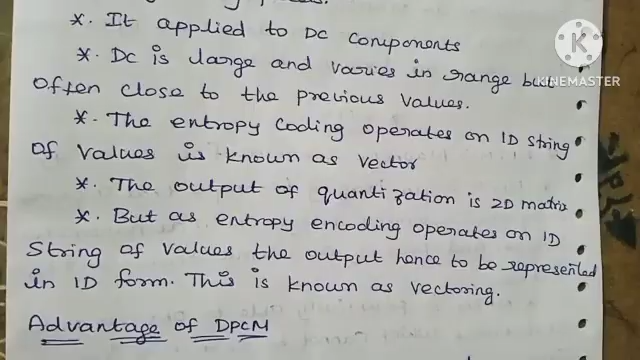 *. It applied to DC Components
*. DC is large and varies in range but
often close to the previous values.
*. The entropy coding operates on 1D string
of values is known as vector
*. The output of quantization is 2D matrix
*. But as entropy encoding operates on 1D
string of values the output hence to be represented
in 1D form. This is known as vectoring.
Advantage of DPCM
KINEMASTER